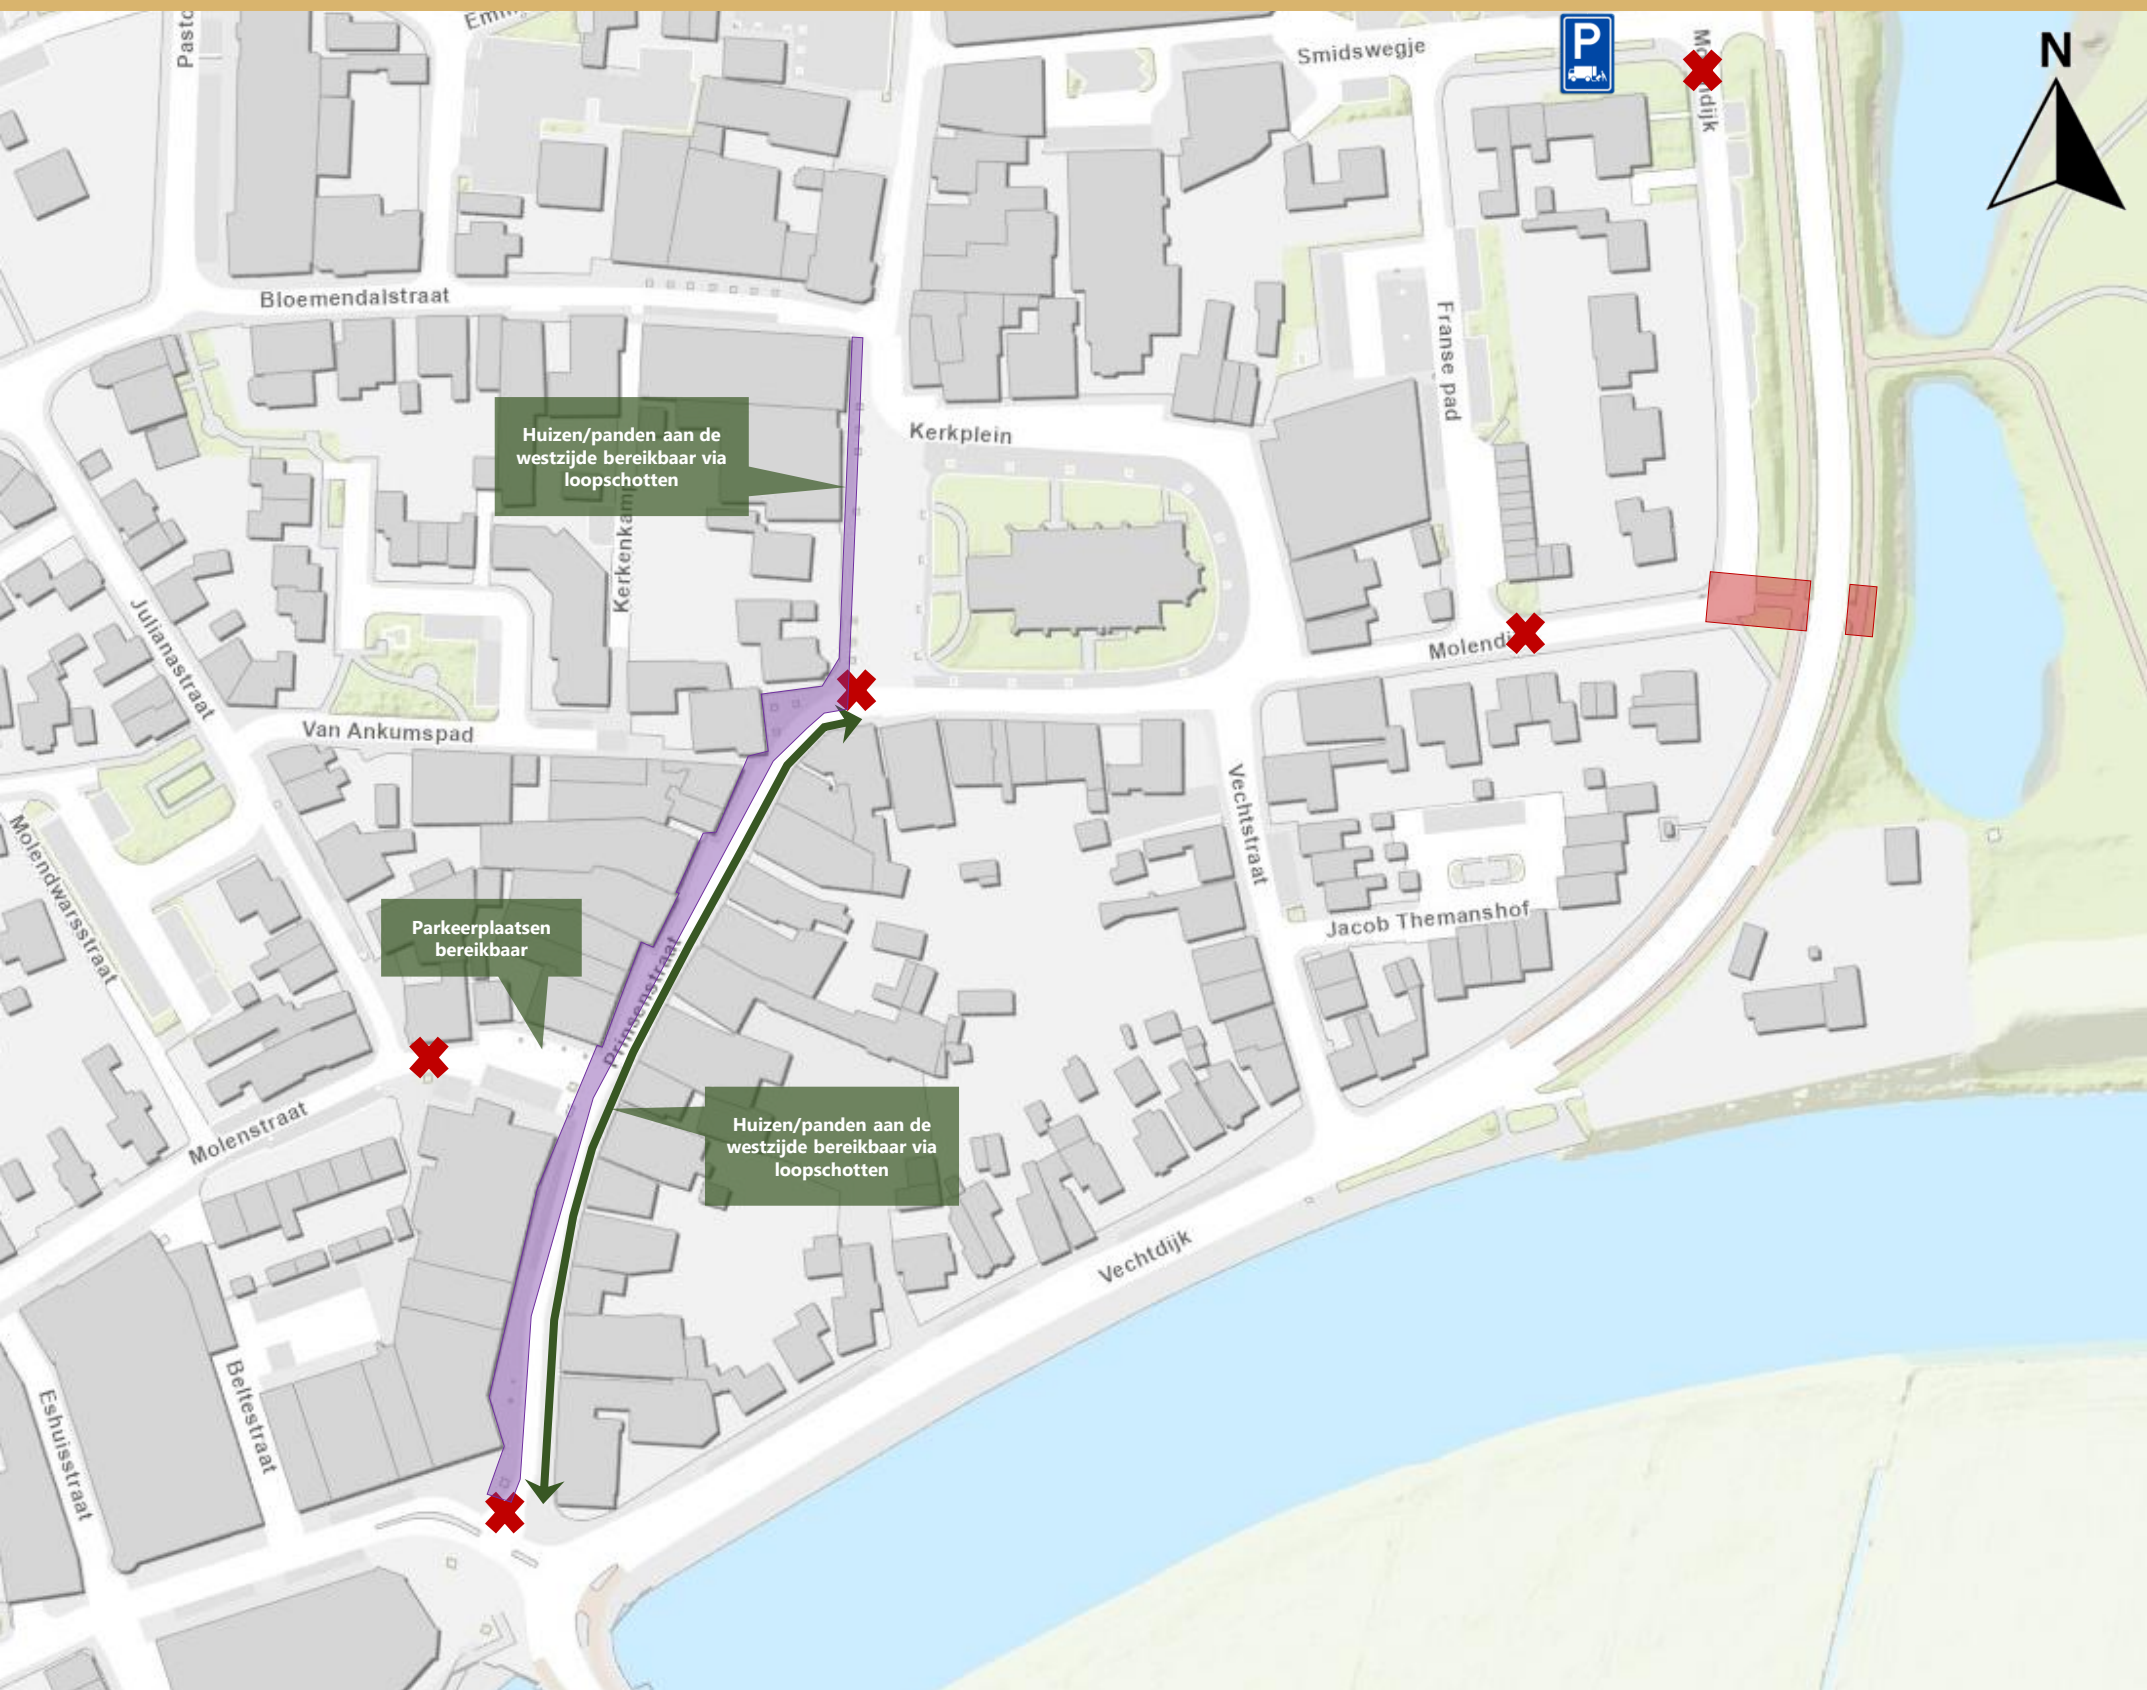 Pasto
Smidswegje
P
N
Bloemendalstraat
Franse pad
Kerkplein
Huizen/panden aan de
westzijde bereikbaar via
loopschotten
Julianastraat
Van Ankumspad
Vechtstraat
Molendwarsstraat
Jacob Themanshof
Parkeerplaatsen
bereikbaar
Prinsenstraat
Molenstraat
Huizen/panden aan de
westzijde bereikbaar via
loopschotten
Vechtdijk
Beltestraat
Eshuisstraat